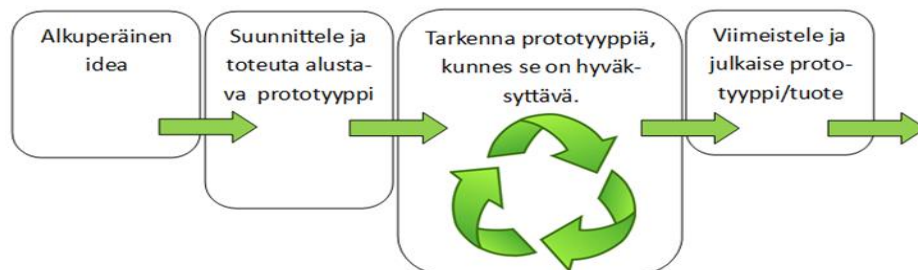 Alkuperäinen
idea
Suunnittele ja
toteuta alusta-
va prototyyppi
Tarkenna prototyyppiä,
kunnes se on hyväk-
syttävä.
Viimeistele ja
julkaise proto-
tyyppi/tuote